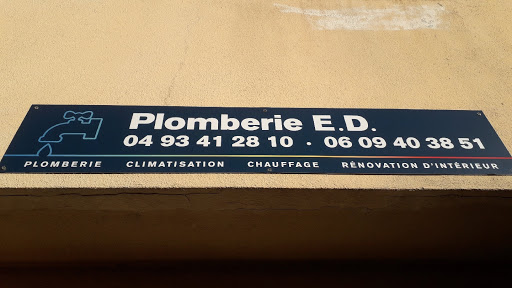 Plomberie E.D.
04 93 41 28 10 · 06 09 40 38 51
PLOMBERIE CLIMATISATION CHAUFFAGE RÉNOVATION D'INTÉRIEUR